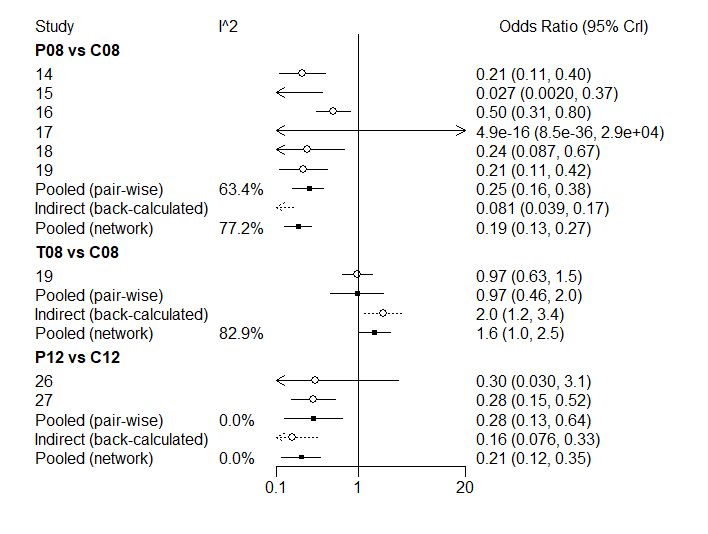 Study I^2 Odds Ratio (95% CrI)
P08 vs C08
14 0.21 (0.11, 0.40)
15 0.027 (0.0020, 0.37)
16 0.50 (0.31, 0.80)
17 4.9e-16 (8.5e-36, 2.9e+04)
18 0.24 (0.087, 0.67)
19 0.21 (0.11, 0.42)
Pooled (pair-wise) 63.4% 0.25 (0.16, 0.38)
Indirect (back-calculated) 0.081 (0.039, 0.17)
Pooled (network) 77.2% 0.19 (0.13, 0.27)
T08 vs C08
19 0.97 (0.63, 1.5)
Pooled (pair-wise) 0.97 (0.46, 2.0)
Indirect (back-calculated) 2.0 (1.2, 3.4)
Pooled (network) 82.9% 1.6 (1.0, 2.5)
P12 vs C12
26 0.30 (0.030, 3.1)
27 0.28 (0.15, 0.52)
Pooled (pair-wise) 0.0% 0.28 (0.13, 0.64)
Indirect (back-calculated) 0.16 (0.076, 0.33)
Pooled (network) 0.0% 0.21 (0.12, 0.35)
0.1 1 20